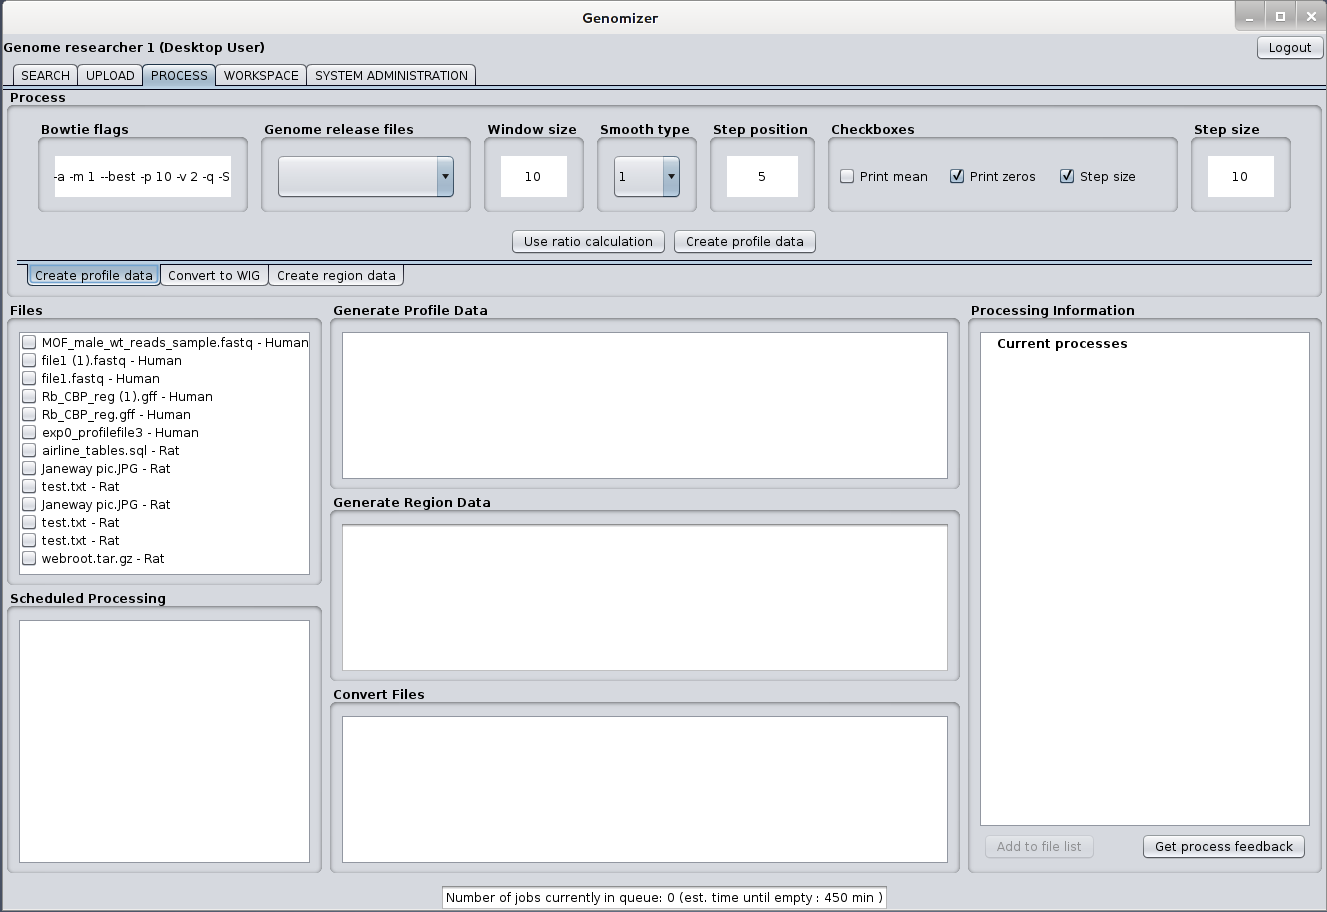 Genomizer
Genome researcher 1 (Desktop User)
Logout
SEARCH UPLOAD PROCESS WORKSPACE SYSTEM ADMINISTRATION
Process
Bowtie flags Genome release files Window size Smooth type Step position Checkboxes Step size
-a -m 1 --best -p 10 -v 2 -q -S 10 1 5 Print mean Print zeros Step size 10
Use ratio calculation Create profile data
Create profile data Convert to WIG Create region data
Files
MOF_male_wt_reads_sample.fastq - Human
file1 (1).fastq - Human
file1.fastq - Human
Rb_CBP_reg (1).gff - Human
Rb_CBP_reg.gff - Human
exp0_profilefile3 - Human
airline_tables.sql - Rat
Janeway pic.JPG - Rat
test.txt - Rat
Janeway pic.JPG - Rat
test.txt - Rat
test.txt - Rat
webroot.tar.gz - Rat
Scheduled Processing
Generate Profile Data
Generate Region Data
Convert Files
Processing Information
Current processes
Add to file list Get process feedback
Number of jobs currently in queue: 0 (est. time until empty : 450 min )